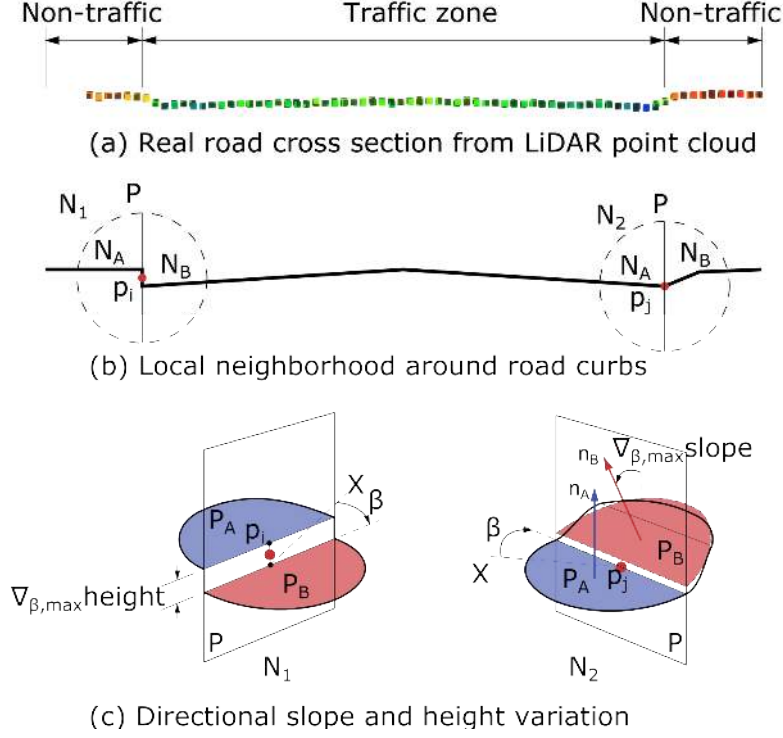 Non-traffic Traffic zone Non-traffic
(a) Real road cross section from LiDAR point cloud
P P
N1 N2
NA NB NA NB
pi pj
(b) Local neighborhood around road curbs
∇β,max slope
nB
X nA
β
PA pi β
PB
X PA pj PB
∇β,max height
P P
N1 N2
(c) Directional slope and height variation